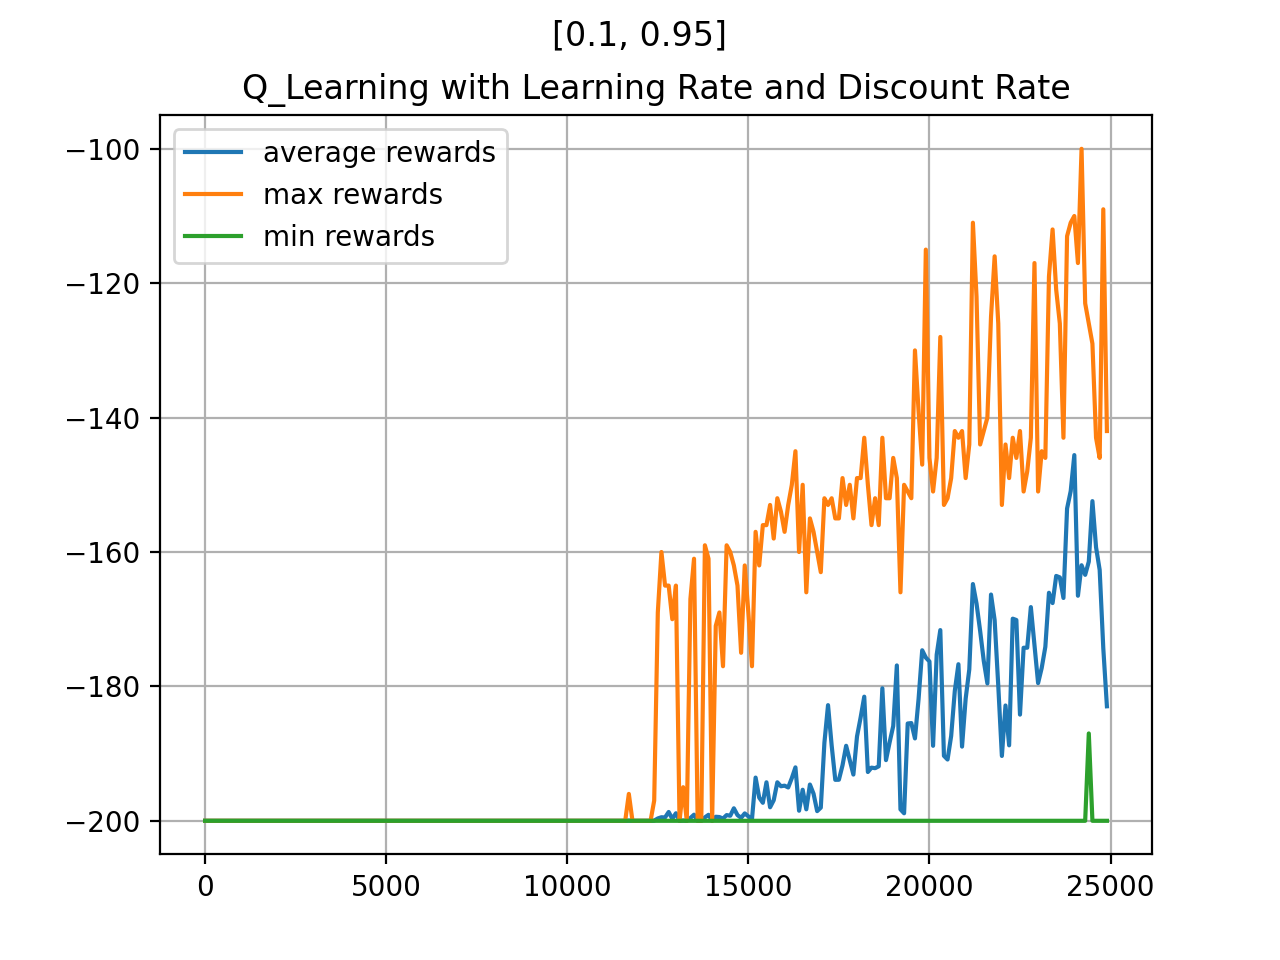 [0.1, 0.95]
Q_Learning with Learning Rate and Discount Rate
average rewards
max rewards
min rewards
−100
−120
−140
−160
−180
−200
0 5000 10000 15000 20000 25000